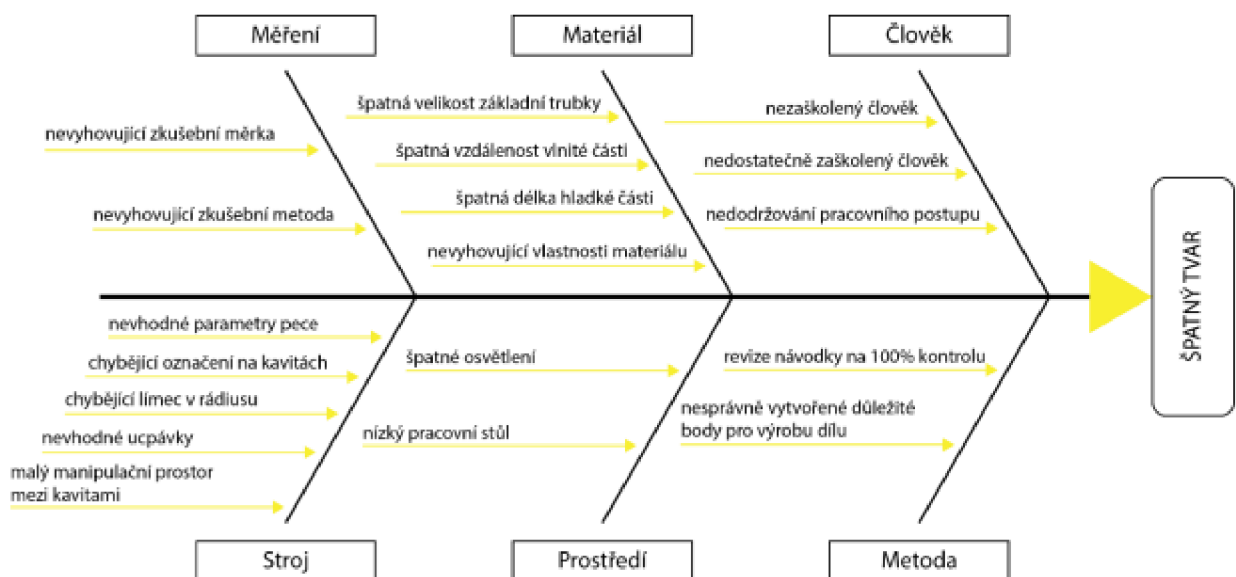 Měření
Materiál
Člověk
nevyhovující zkušební měrka
nevyhovující zkušební metoda
špatná velikost základní trubky
špatná vzdálenost vlnité části
špatná délka hladké části
nevyhovující vlastnosti materiálu
nezaškolený člověk
nedostatečně zaškolený člověk
nedodržování pracovního postupu
ŠPATNÝ TVAR
nevhodné parametry pece
chybějící označení na kavitách
chybějící límec v rádiusu
nevhodné ucpávky
malý manipulační prostor
mezi kavitami
špatné osvětlení
nízký pracovní stůl
revize návodky na 100% kontrolu
nesprávně vytvořené důležité
body pro výrobu dílu
Stroj
Prostředí
Metoda